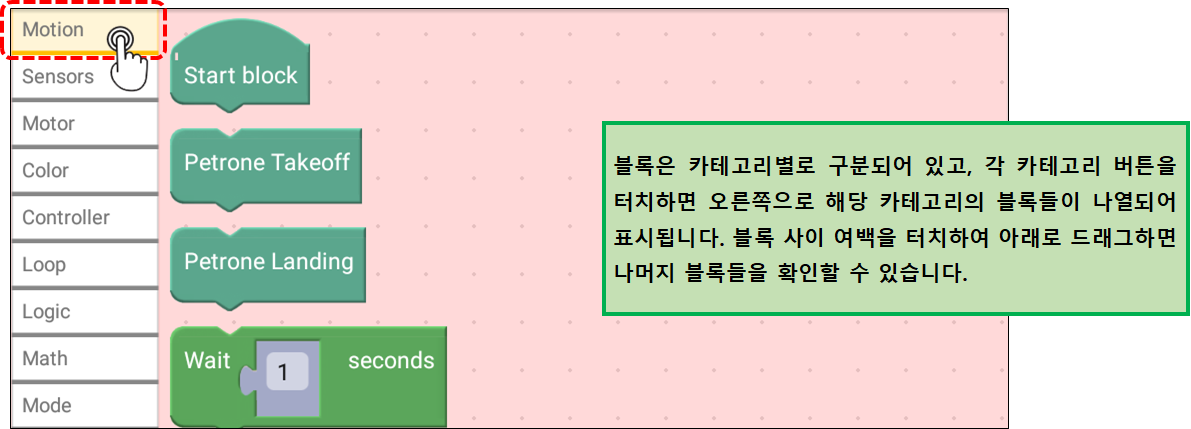 Motion
Sensors
Motor
Color
Controller
Loop
Logic
Math
Mode
Start block
Petrone Takeoff
Petrone Landing
Wait 1 seconds
블록은 카테고리별로 구분되어 있고, 각 카테고리 버튼을
터치하면 오른쪽으로 해당 카테고리의 블록들이 나열되어
표시됩니다. 블록 사이 여백을 터치하여 아래로 드래그하면
나머지 블록들을 확인할 수 있습니다.